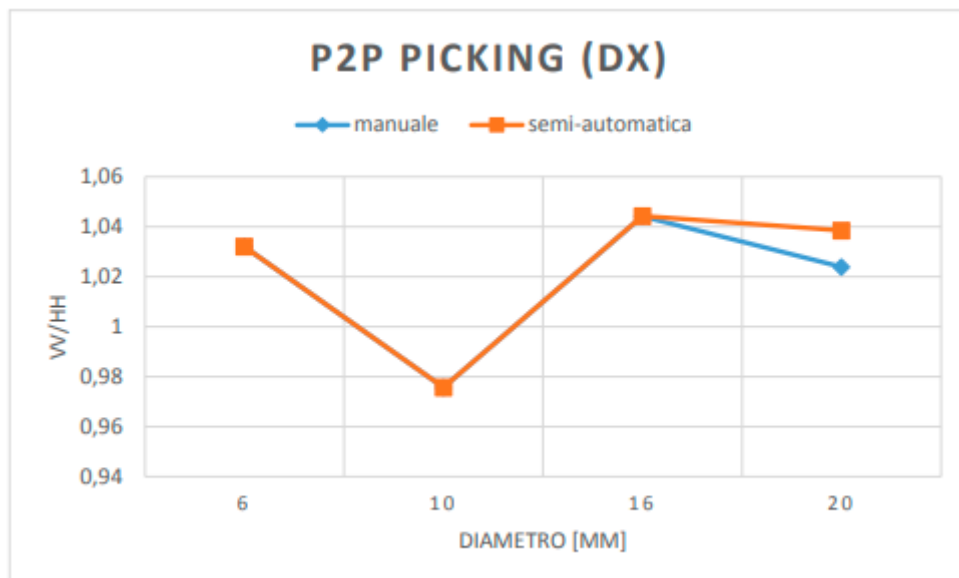 P2P PICKING (DX)
manuale semi-automatica
1,06
1,04
1,02
1
0,98
0,96
0,94
VV/HH
6 10 16 20
DIAMETRO [MM]